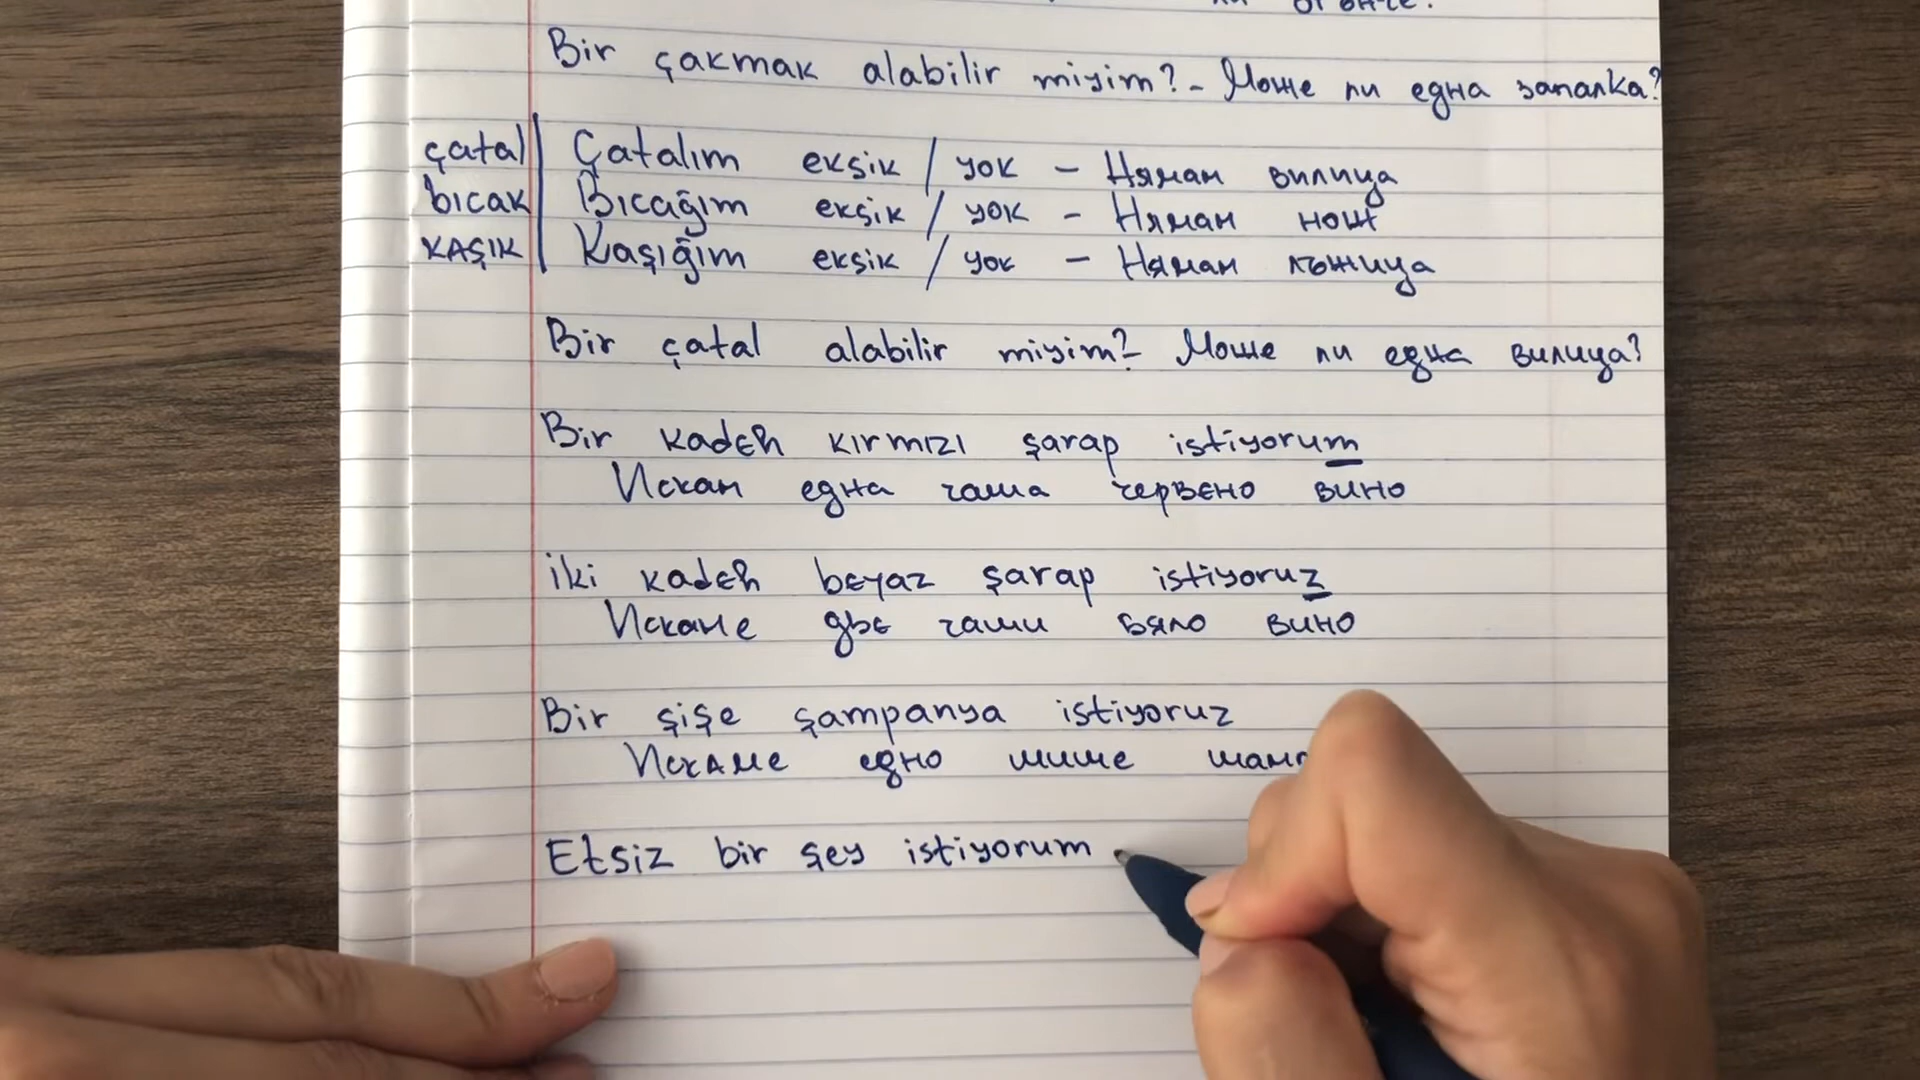 Bir çakmak alabilir miyim? - Може ли една запалка?
çatal | Çatalım eksik / yok - Нямам вилица
bıcak | Bıcağım eksik / yok - Нямам нож
KAŞIK | Kaşığım eksik / yok - Нямам лъжица
Bir çatal alabilir miyim? - Може ли една вилица?
Bir kadeh kırmızı şarap istiyorum
Искам една чаша червено вино
İki kadeh beyaz şarap istiyoruz
Искаме две чаши бяло вино
Bir şişe şampanya istiyoruz
Искаме едно шише
Etsiz bir şey istiyorum